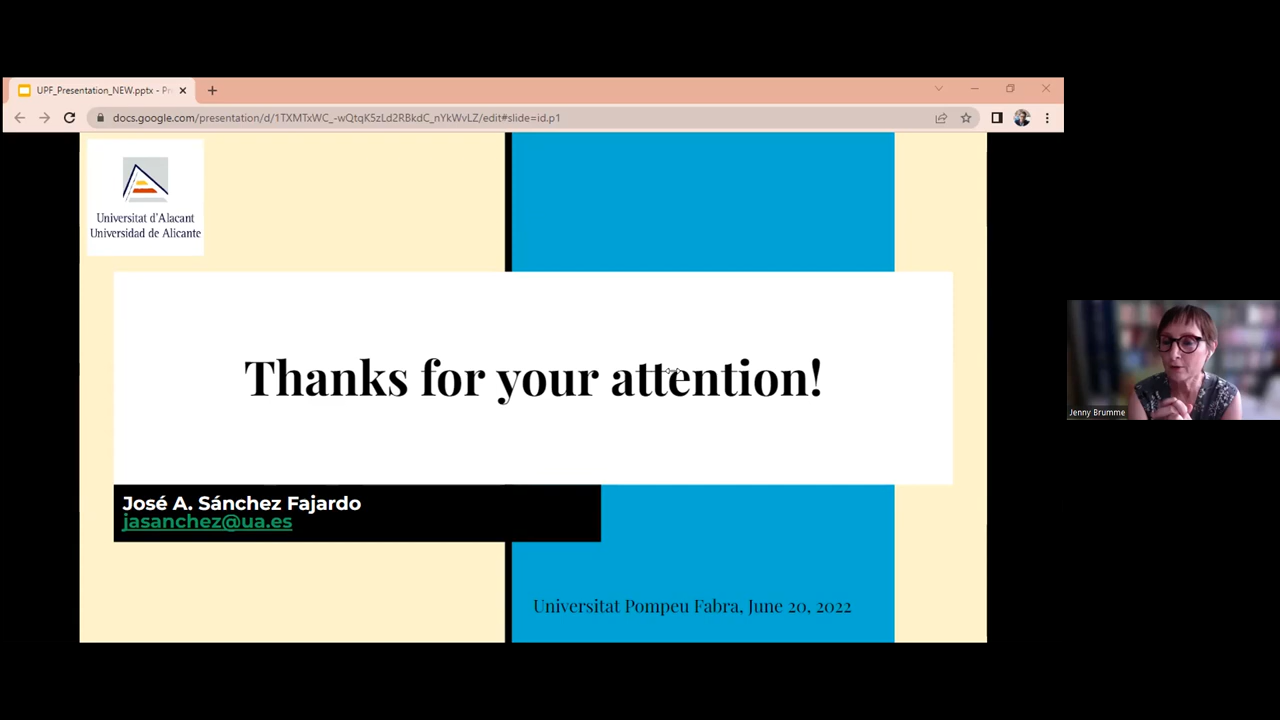 UPF_Presentation_NEW.pptx - Pr
docs.google.com/presentation/d/1TXMTxWC_-wQtqK5zLd2RBkdC_nYkWvLZ/edit#slide=id.p1
Universitat d'Alacant
Universidad de Alicante
Thanks for your attention!
Jenny Brumme
José A. Sánchez Fajardo
jasanchez@ua.es
Universitat Pompeu Fabra, June 20, 2022